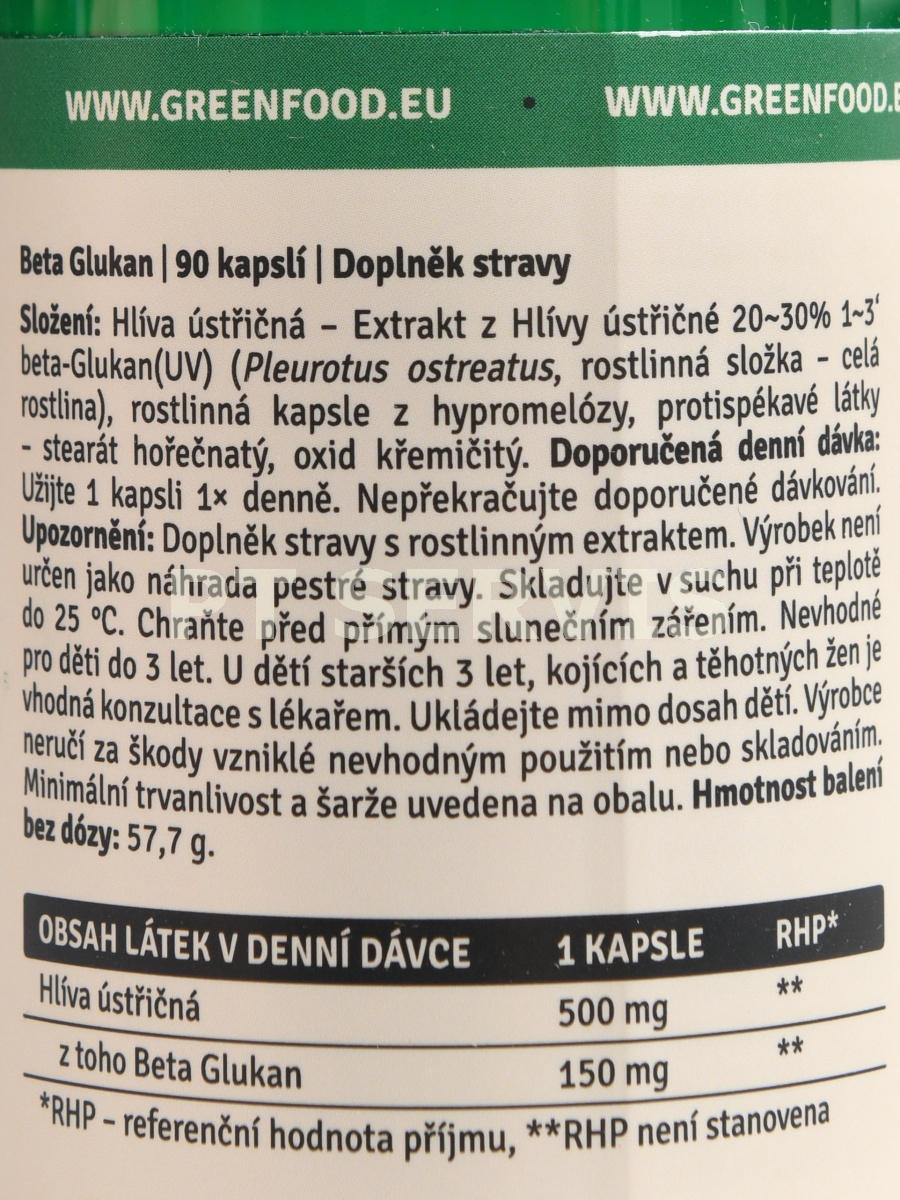 WWW.GREENFOOD.EU • WWW.GREENFOOD.E
Beta Glukan | 90 kapslí | Doplněk stravy
Složení: Hlíva ústřičná – Extrakt z Hlívy ústřičné 20~30% 1~3‘
beta-Glukan(UV) (Pleurotus ostreatus, rostlinná složka – celá
rostlina), rostlinná kapsle z hypromelózy, protispékavé látky
– stearát hořečnatý, oxid křemičitý. Doporučená denní dávka:
Užijte 1 kapsli 1× denně. Nepřekračujte doporučené dávkování.
Upozornění: Doplněk stravy s rostlinným extraktem. Výrobek není
určen jako náhrada pestré stravy. Skladujte v suchu při teplotě
do 25 °C. Chraňte před přímým slunečním zářením. Nevhodné
pro děti do 3 let. U dětí starších 3 let, kojících a těhotných žen je
vhodná konzultace s lékařem. Ukládejte mimo dosah dětí. Výrobce
neručí za škody vzniklé nevhodným použitím nebo skladováním.
Minimální trvanlivost a šarže uvedena na obalu. Hmotnost balení
bez dózy: 57,7 g.
OBSAH LÁTEK V DENNÍ DÁVCE 1 KAPSLE RHP*
Hlíva ústřičná 500 mg **
z toho Beta Glukan 150 mg **
*RHP – referenční hodnota příjmu, **RHP není stanovena